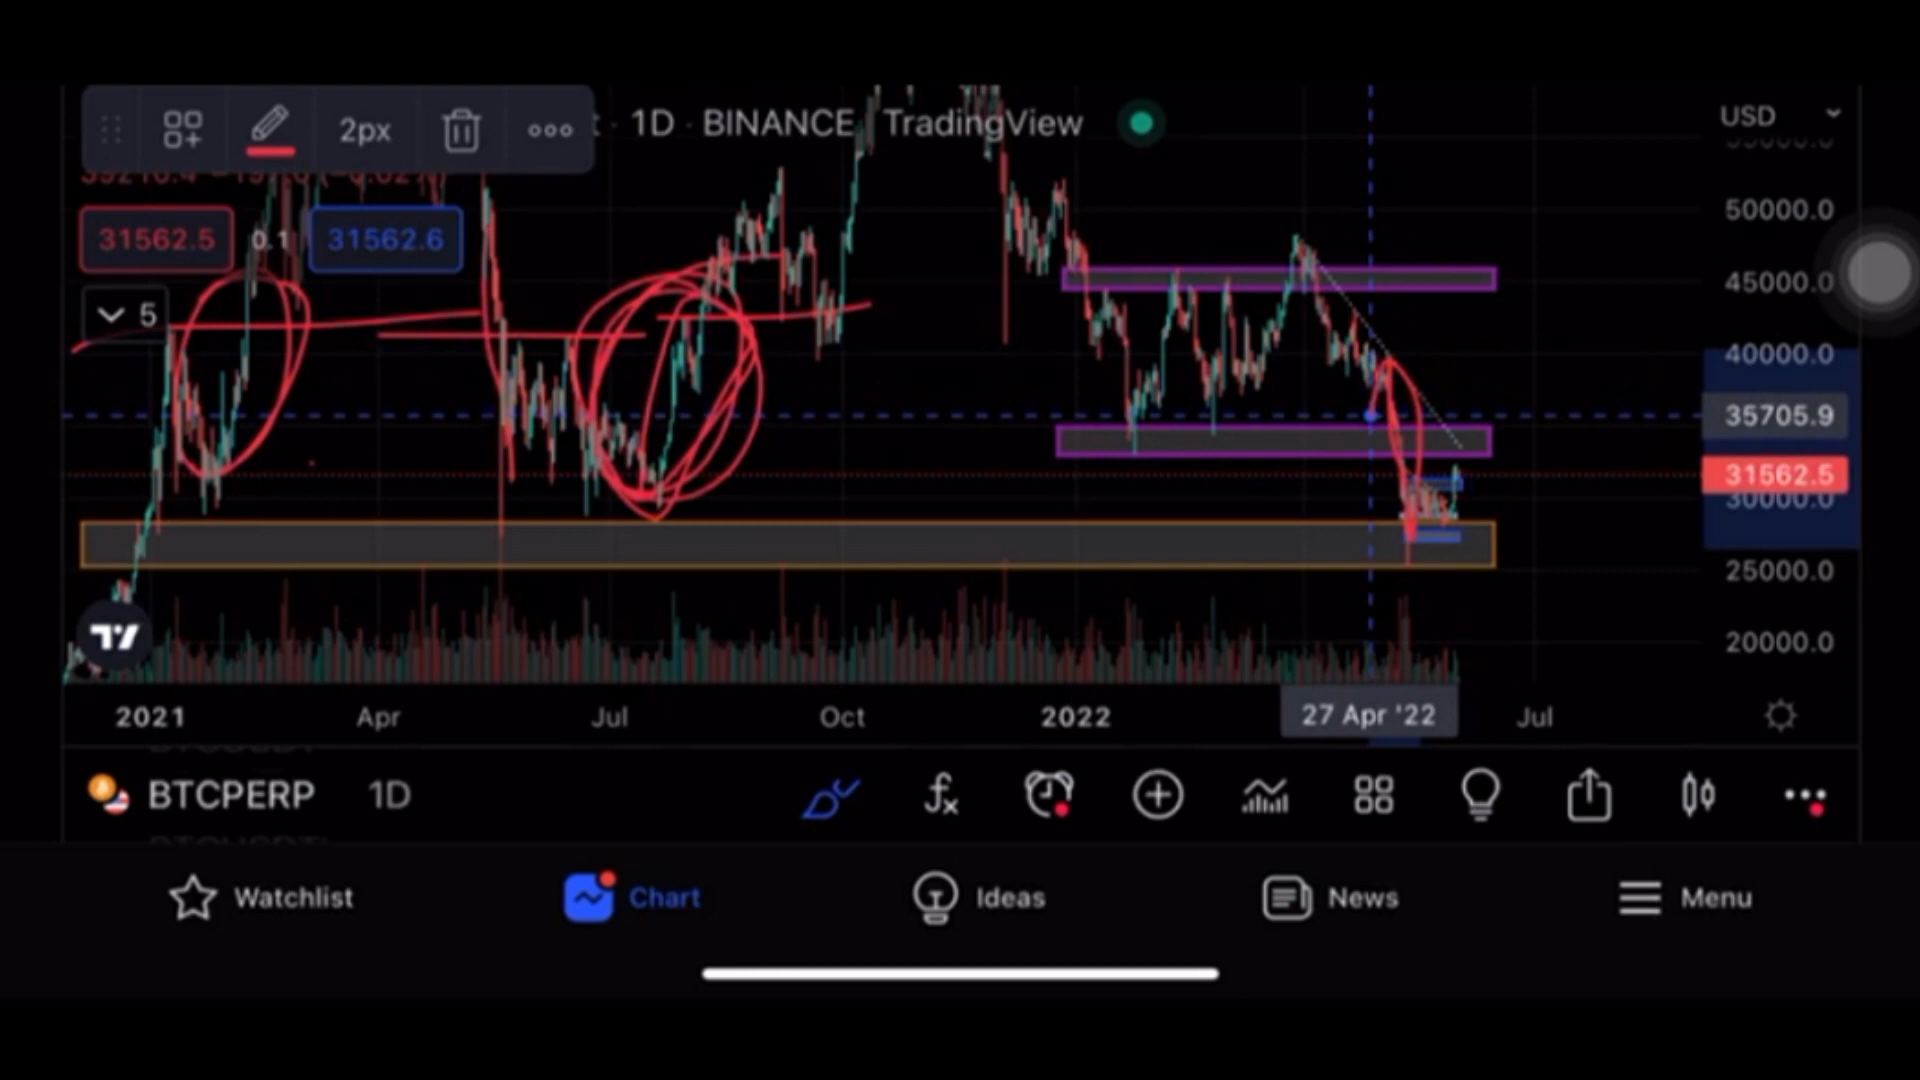 2px
1D · BINANCE TradingView
USD
50000.0
31562.5 0.1 31562.6
45000.0
5
40000.0
35705.9
31562.5
30000.0
25000.0
20000.0
2021 Apr Jul Oct 2022 27 Apr '22 Jul
BTCPERP 1D
Watchlist Chart Ideas News Menu